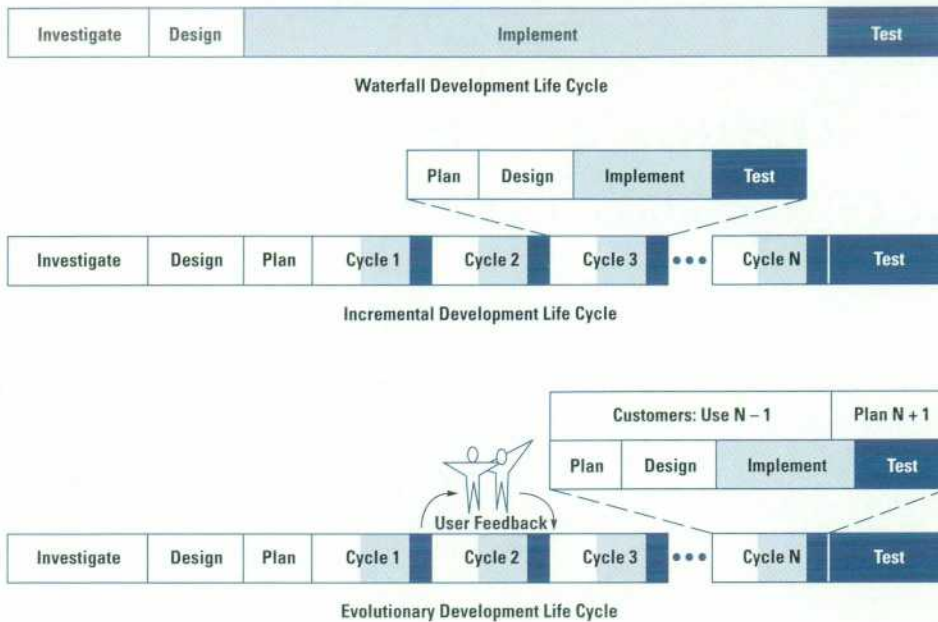 Investigate Design Implement Test
Waterfall Development Life Cycle
Plan Design Implement Test
Investigate Design Plan Cycle 1 Cycle 2 Cycle 3 ••• Cycle N Test
Incremental Development Life Cycle
Customers: Use N – 1 Plan N + 1
Plan Design Implement Test
User Feedback
Investigate Design Plan Cycle 1 Cycle 2 Cycle 3 ••• Cycle N Test
Evolutionary Development Life Cycle